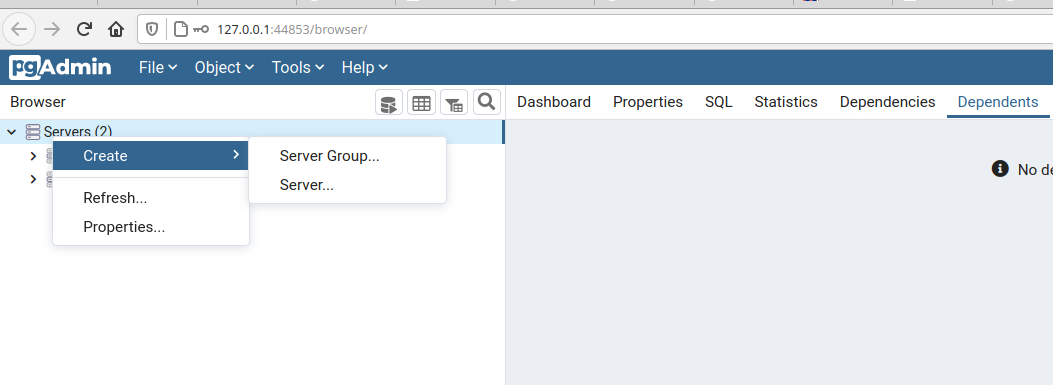 127.0.0.1:44853/browser/
pgAdmin File Object Tools Help
Browser
Dashboard Properties SQL Statistics Dependencies Dependents
Servers (2)
Create
Server Group...
Server...
Refresh...
Properties...
No de